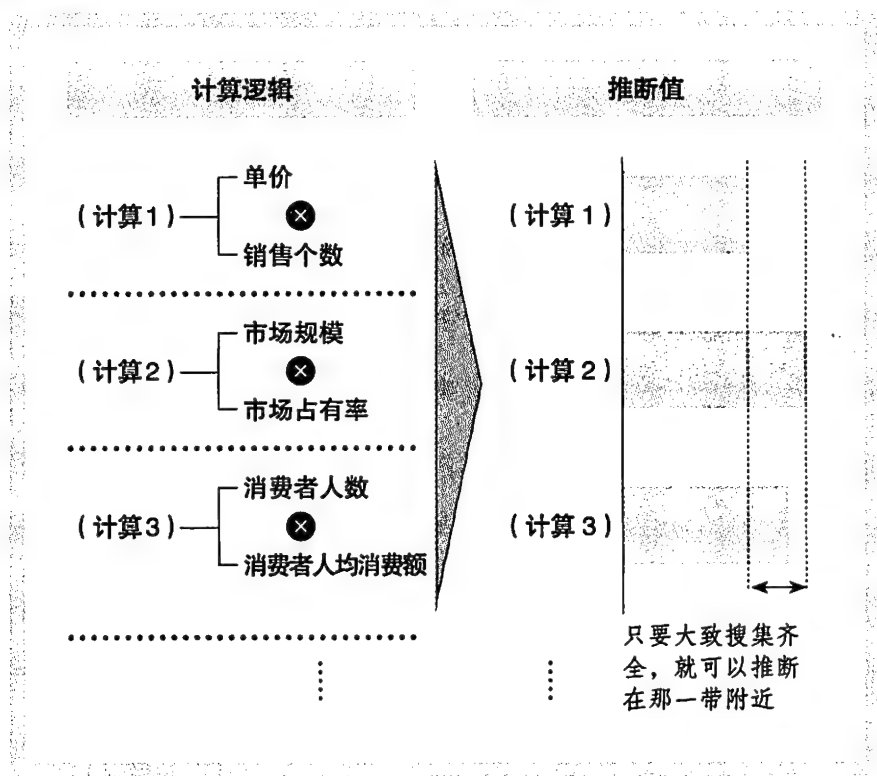 计算逻辑
推断值
(计算1)
单价
×
销售个数
(计算2)
市场规模
×
市场占有率
(计算3)
消费者人数
×
消费者人均消费额
(计算1)
(计算2)
(计算3)
只要大致搜集齐
全，就可以推断
在那一带附近